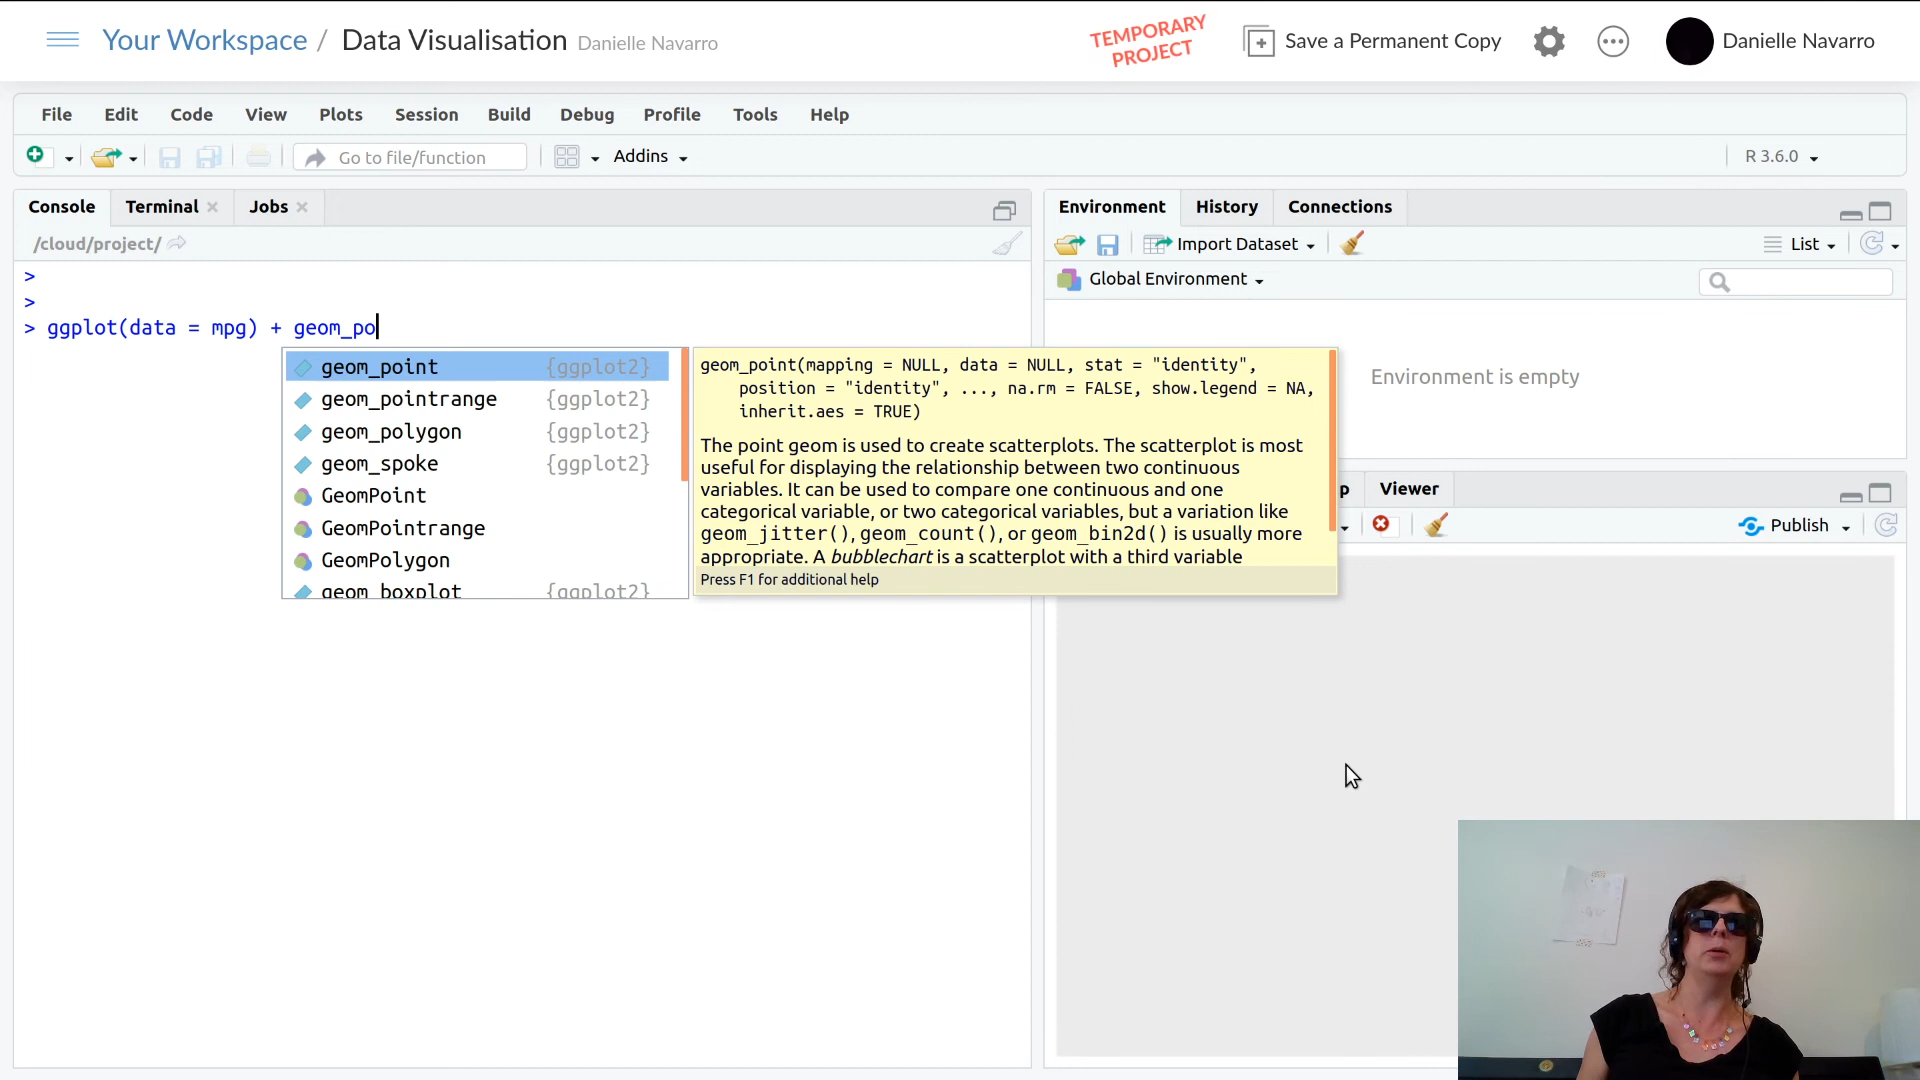 Your Workspace / Data Visualisation Danielle Navarro
TEMPORARY
PROJECT
Save a Permanent Copy
Danielle Navarro
File Edit Code View Plots Session Build Debug Profile Tools Help
Go to file/function
Addins
R 3.6.0
Console Terminal Jobs
/cloud/project/
>
>
> ggplot(data = mpg) + geom_po
geom_point {ggplot2}
geom_pointrange {ggplot2}
geom_polygon {ggplot2}
geom_spoke {ggplot2}
GeomPoint
GeomPointrange
GeomPolygon
geom_boxplot {ggplot2}
geom_point(mapping = NULL, data = NULL, stat = "identity",
position = "identity", ..., na.rm = FALSE, show.legend = NA,
inherit.aes = TRUE)
The point geom is used to create scatterplots. The scatterplot is most
useful for displaying the relationship between two continuous
variables. It can be used to compare one continuous and one
categorical variable, or two categorical variables, but a variation like
geom_jitter(), geom_count(), or geom_bin2d() is usually more
appropriate. A bubblechart is a scatterplot with a third variable
Press F1 for additional help
Environment History Connections
Import Dataset
List
Global Environment
Environment is empty
p Viewer
Publish